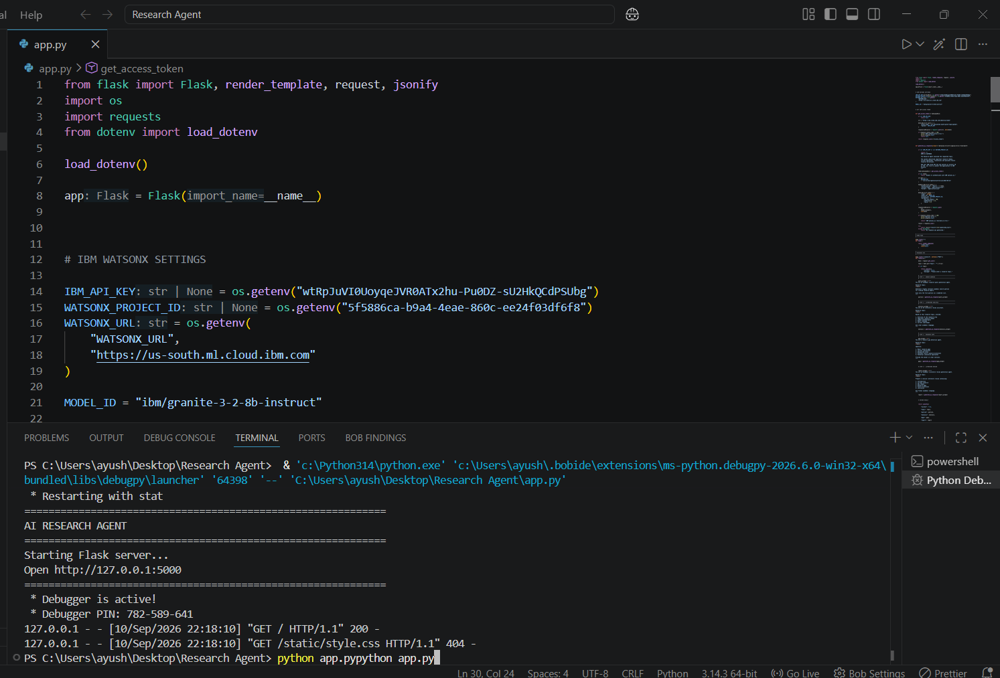 al Help Research Agent
app.py
app.py > get_access_token
1 from flask import Flask, render_template, request, jsonify
2 import os
3 import requests
4 from dotenv import load_dotenv
5
6 load_dotenv()
7
8 app: Flask = Flask(import_name=__name__)
9
10
11
12 # IBM WATSONX SETTINGS
13
14 IBM_API_KEY: str | None = os.getenv("wtRpJuVI0UoyqeJVR0ATx2hu-Pu0DZ-sU2HkQCdPSUbg")
15 WATSONX_PROJECT_ID: str | None = os.getenv("5f5886ca-b9a4-4eae-860c-ee24f03df6f8")
16 WATSONX_URL: str = os.getenv(
17 "WATSONX_URL",
18 "https://us-south.ml.cloud.ibm.com"
19 )
20
21 MODEL_ID = "ibm/granite-3-2-8b-instruct"
22
PROBLEMS OUTPUT DEBUG CONSOLE TERMINAL PORTS BOB FINDINGS
PS C:\Users\ayush\Desktop\Research Agent> & 'c:\Python314\python.exe' 'c:\Users\ayush\.bobide\extensions\ms-python.debugpy-2026.6.0-win32-x64\
bundled\libs\debugpy\launcher' '64398' '--' 'C:\Users\ayush\Desktop\Research Agent\app.py'
* Restarting with stat
============================================================
AI RESEARCH AGENT
============================================================
Starting Flask server...
Open http://127.0.0.1:5000
============================================================
* Debugger is active!
* Debugger PIN: 782-589-641
127.0.0.1 - - [10/Sep/2026 22:18:10] "GET / HTTP/1.1" 200 -
127.0.0.1 - - [10/Sep/2026 22:18:10] "GET /static/style.css HTTP/1.1" 404 -
PS C:\Users\ayush\Desktop\Research Agent> python app.pypython app.py
powershell
Python Deb...
Ln 30, Col 24 Spaces: 4 UTF-8 CRLF Python 3.14.3 64-bit Go Live Bob Settings Prettier